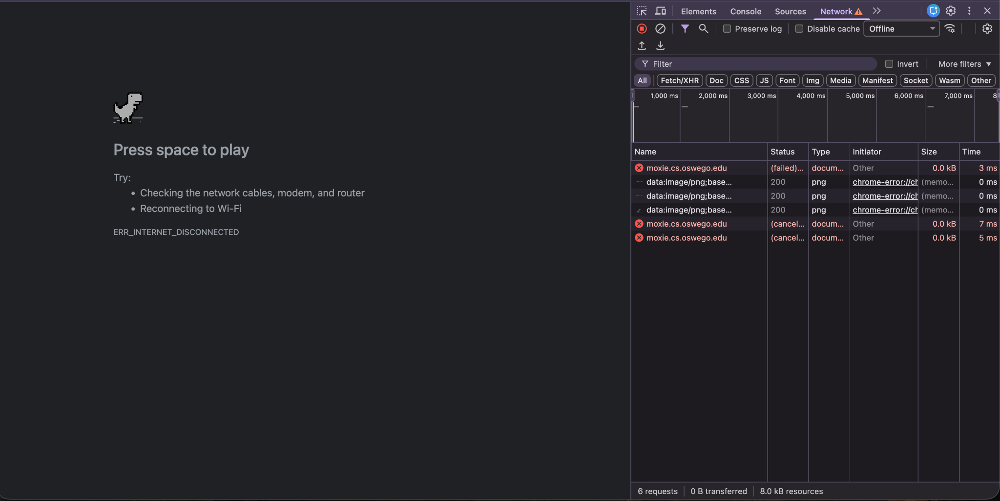 Press space to play
Try:
• Checking the network cables, modem, and router
• Reconnecting to Wi-Fi
ERR_INTERNET_DISCONNECTED
Elements Console Sources Network
Preserve log Disable cache Offline
Filter Invert More filters
All Fetch/XHR Doc CSS JS Font Img Media Manifest Socket Wasm Other
1,000 ms 2,000 ms 3,000 ms 4,000 ms 5,000 ms 6,000 ms 7,000 ms 8
Name Status Type Initiator Size Time
moxie.cs.oswego.edu (failed)... docum... Other 0.0 kB 3 ms
data:image/png;base... 200 png chrome-error://ch (memo... 0 ms
data:image/png;base... 200 png chrome-error://ch (memo... 0 ms
data:image/png;base... 200 png chrome-error://ch (memo... 0 ms
moxie.cs.oswego.edu (cancel... docum... Other 0.0 kB 7 ms
moxie.cs.oswego.edu (cancel... docum... Other 0.0 kB 5 ms
6 requests 0 B transferred 8.0 kB resources